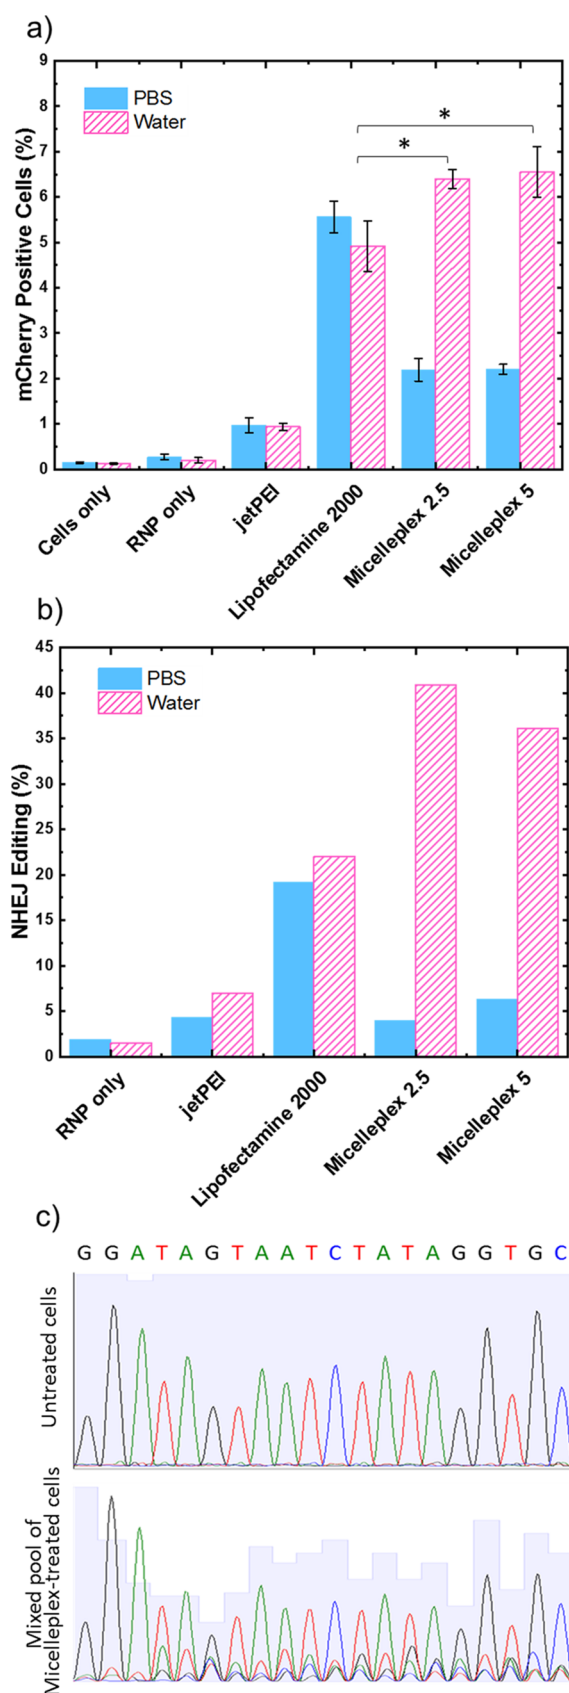 a)
mCherry Positive Cells (%)
9
8
7
6
5
4
3
2
1
0
PBS
Water
*
*
Cells only
RNP only
jetPEI
Lipofectamine 2000
Micelleplex 2.5
Micelleplex 5
b)
NHEJ Editing (%)
45
40
35
30
25
20
15
10
5
0
PBS
Water
RNP only
jetPEI
Lipofectamine 2000
Micelleplex 2.5
Micelleplex 5
c)
G G A T A G T A A T C T A T A G G T G C
Untreated cells
Mixed pool of
Micelleplex-treated cells